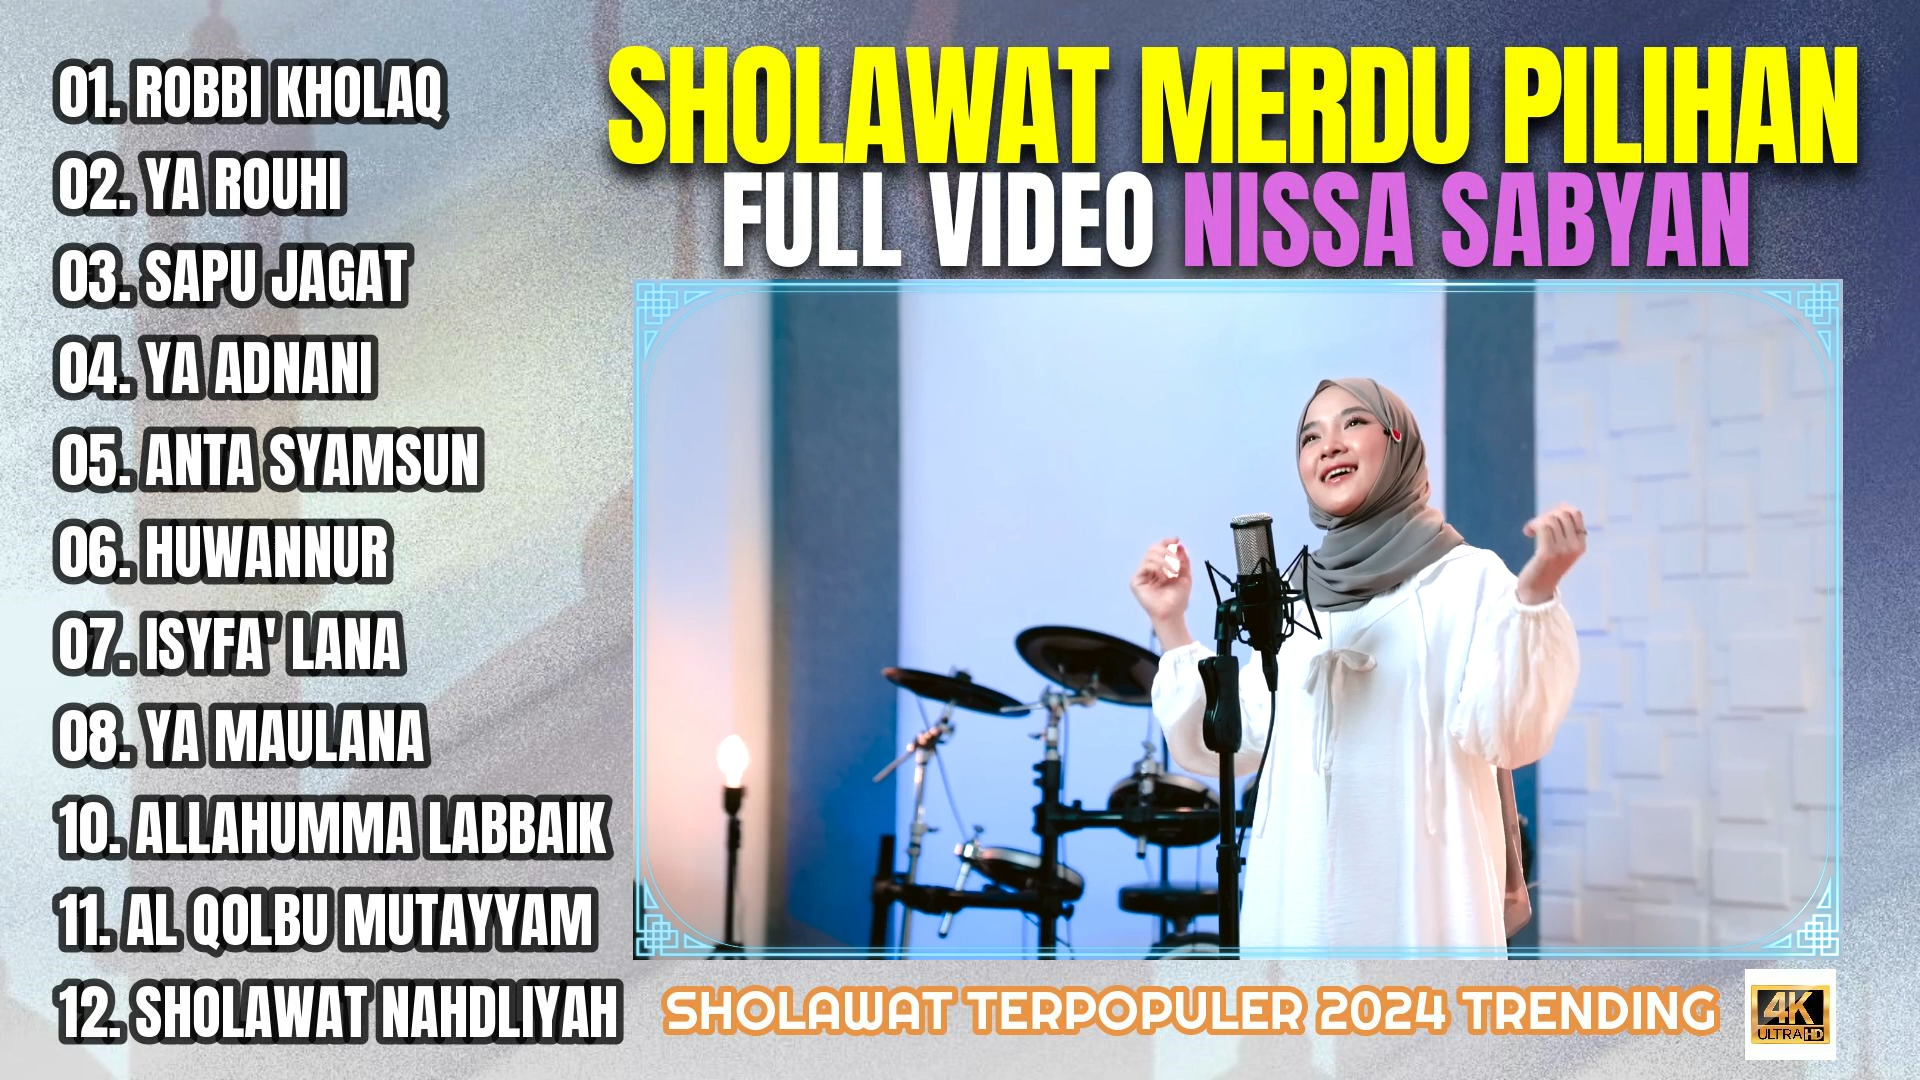 01. ROBBI KHOLAQ
02. YA ROUHI
03. SAPU JAGAT
04. YA ADNANI
05. ANTA SYAMSUN
06. HUWANNUR
07. ISYFA' LANA
08. YA MAULANA
10. ALLAHUMMA LABBAIK
11. AL QOLBU MUTAYYAM
12. SHOLAWAT NAHDLIYAH
SHOLAWAT MERDU PILIHAN
FULL VIDEO NISSA SABYAN
SHOLAWAT TERPOPULER 2024 TRENDING
4K
ULTRA HD